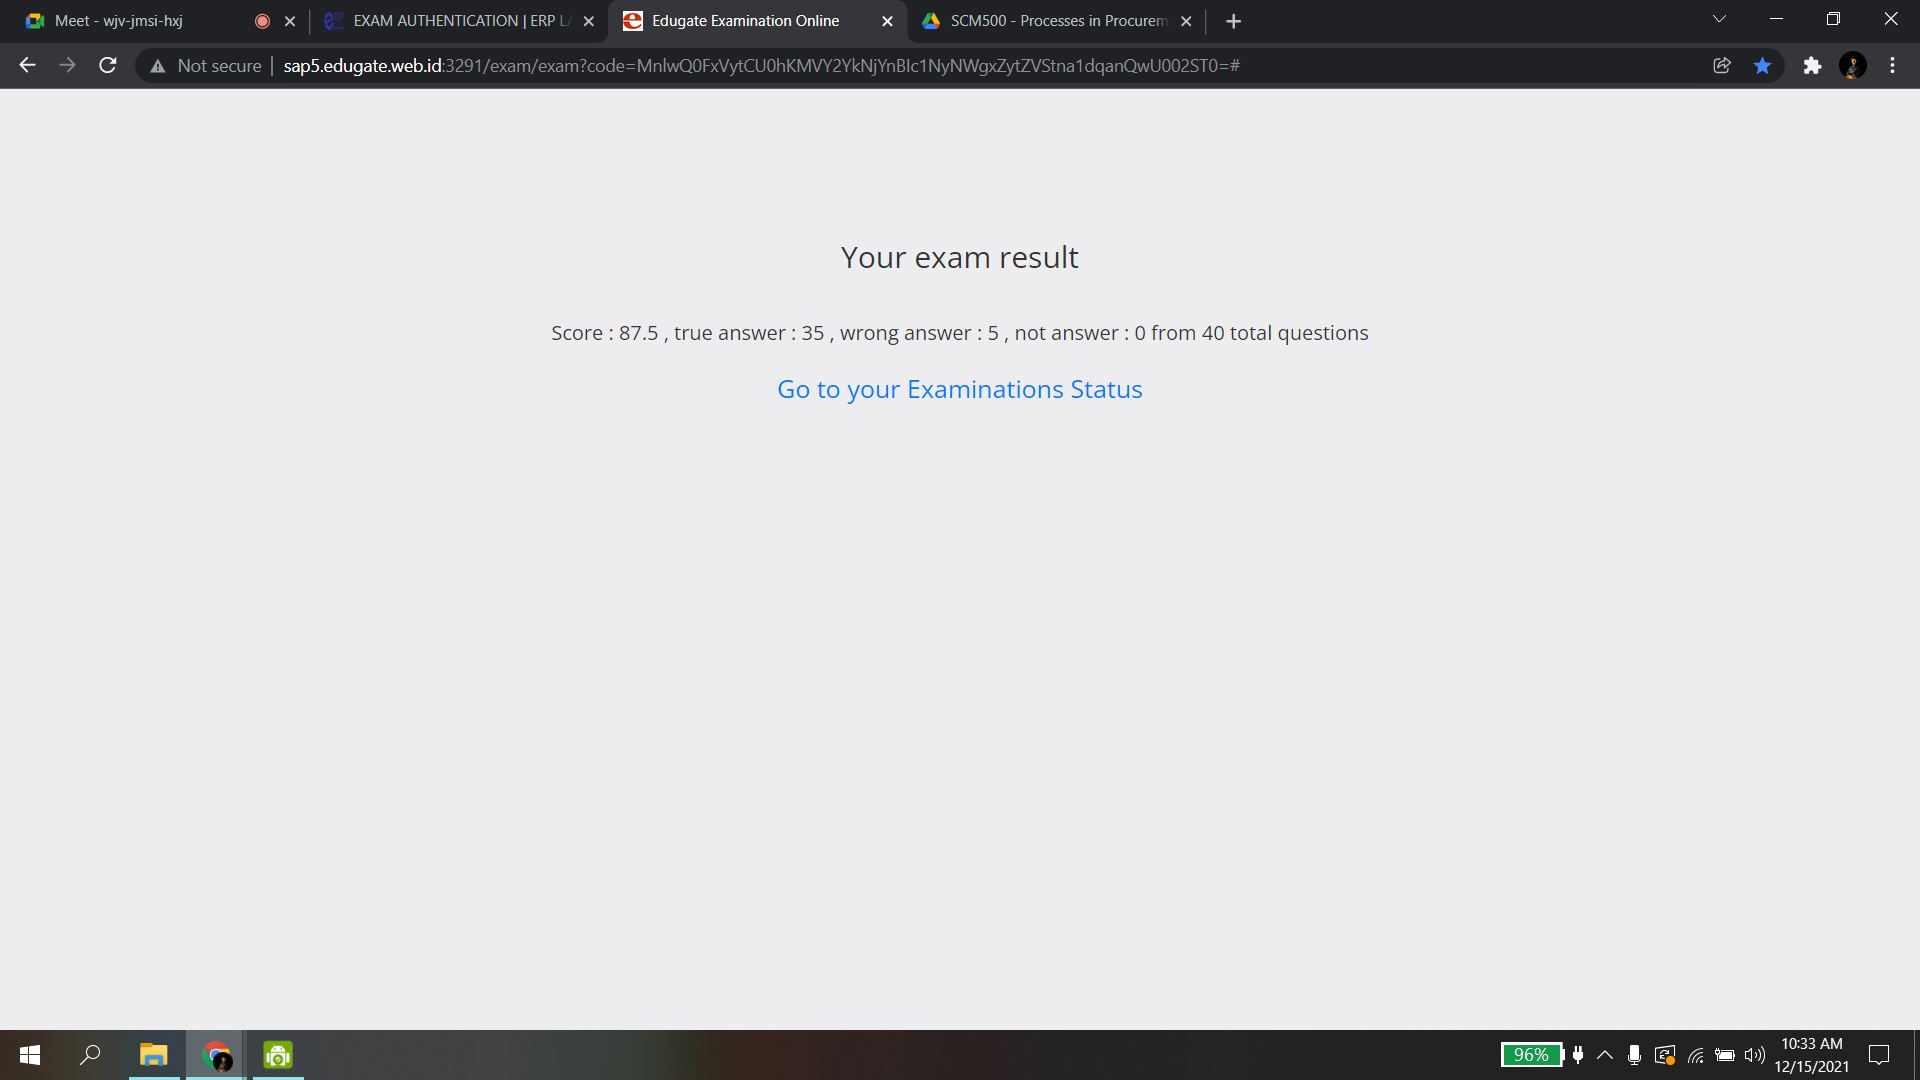 Meet - wjv-jmsi-hxj
EXAM AUTHENTICATION | ERP LA
Edugate Examination Online
SCM500 - Processes in Procurem
Not secure
sap5.edugate.web.id:3291/exam/exam?code=MnlwQ0FxVytCU0hKMVY2YkNjYnBIc1NyNWgxZytZVStna1dqanQwU002ST0=#
Your exam result
Score : 87.5 , true answer : 35 , wrong answer : 5 , not answer : 0 from 40 total questions
Go to your Examinations Status
96%
10:33 AM
12/15/2021